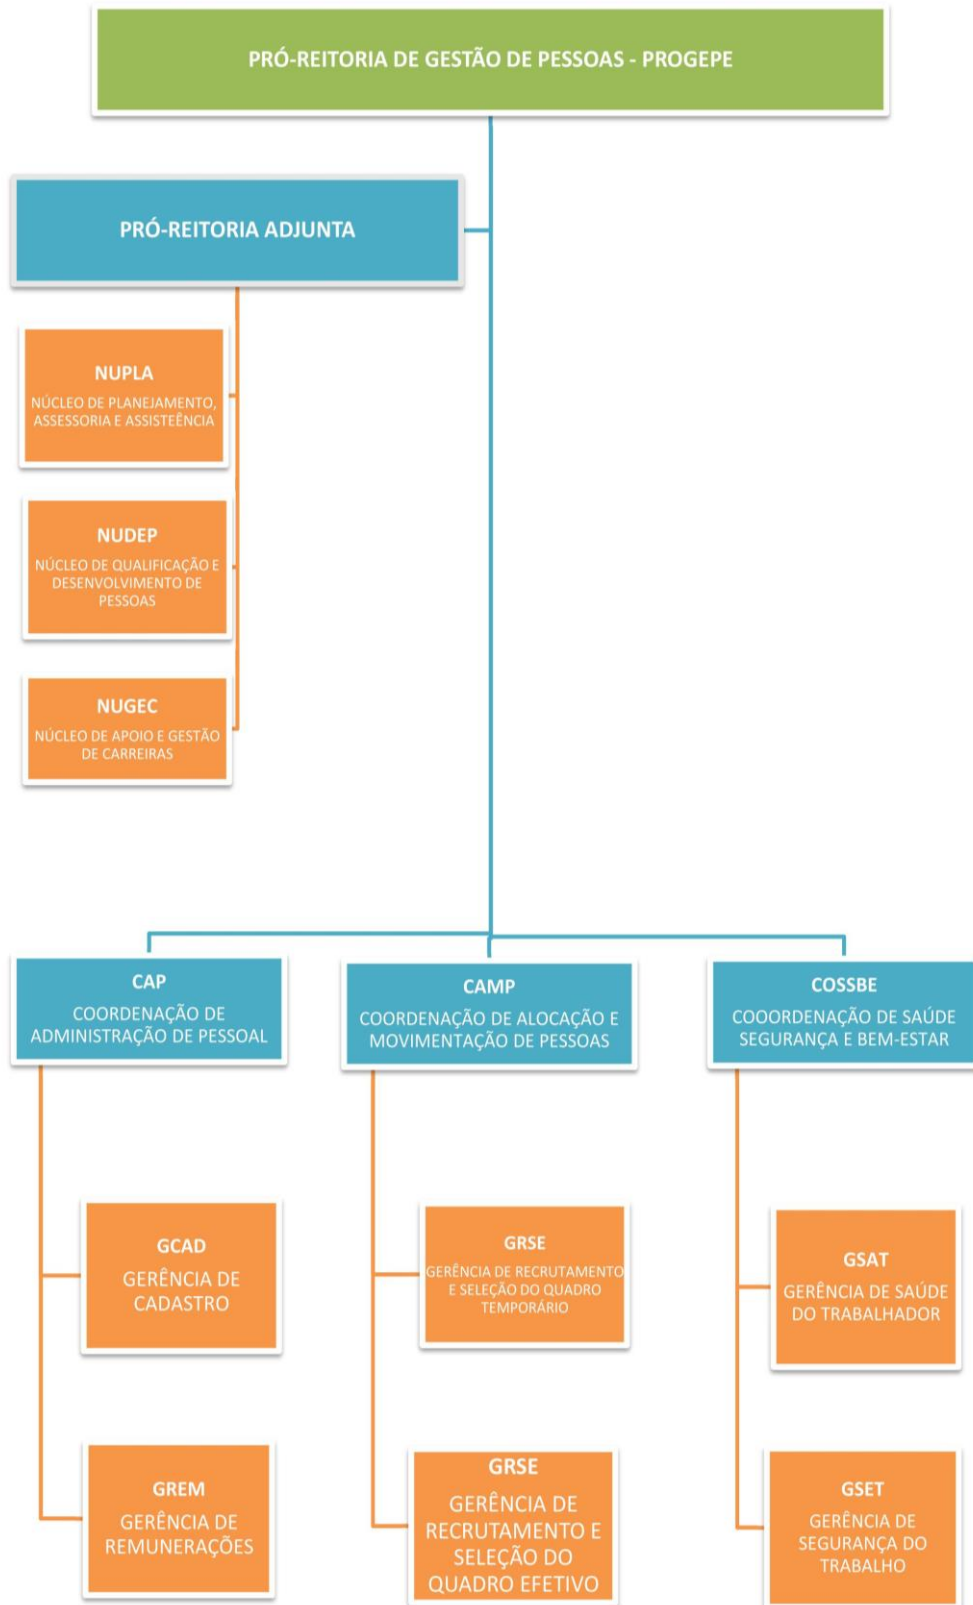 PRÓ-REITORIA DE GESTÃO DE PESSOAS - PROGEPE
PRÓ-REITORIA ADJUNTA
NUPLA
NÚCLEO DE PLANEJAMENTO,
ASSESSORIA E ASSISTEÊNCIA
NUDEP
NÚCLEO DE QUALIFICAÇÃO E
DESENVOLVIMENTO DE
PESSOAS
NUGEC
NÚCLEO DE APOIO E GESTÃO
DE CARREIRAS
CAP
COORDENAÇÃO DE
ADMINISTRAÇÃO DE PESSOAL
CAMP
COORDENAÇÃO DE ALOCAÇÃO E
MOVIMENTAÇÃO DE PESSOAS
COSSBE
COOORDENAÇÃO DE SAÚDE
SEGURANÇA E BEM-ESTAR
GCAD
GERÊNCIA DE
CADASTRO
GRSE
GERÊNCIA DE RECRUTAMENTO
E SELEÇÃO DO QUADRO
TEMPORÁRIO
GSAT
GERÊNCIA DE SAÚDE
DO TRABALHADOR
GREM
GERÊNCIA DE
REMUNERAÇÕES
GRSE
GERÊNCIA DE
RECRUTAMENTO E
SELEÇÃO DO
QUADRO EFETIVO
GSET
GERÊNCIA DE
SEGURANÇA DO
TRABALHO